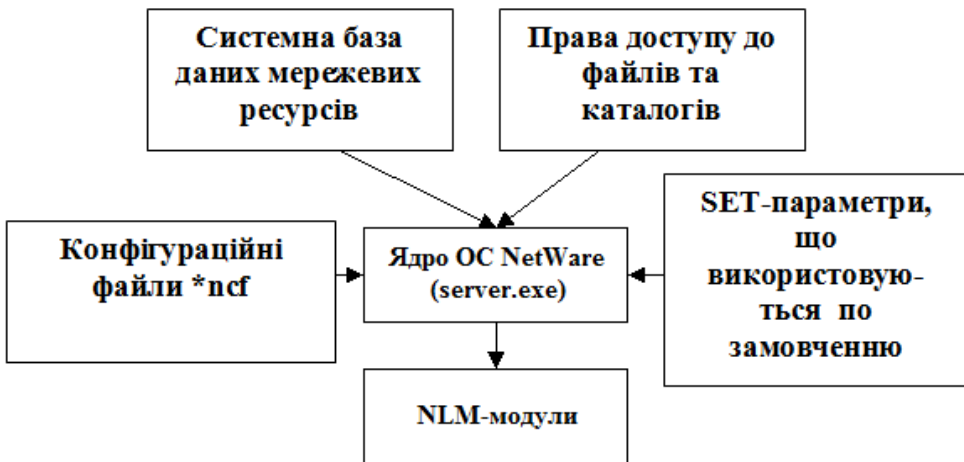 Системна база
даних мережевих
ресурсів
Права доступу до
файлів та
каталогів
Конфігураційні
файли *ncf
Ядро ОС NetWare
(server.exe)
SET-параметри,
що
використовую-
ться по
замовченню
NLM-модули